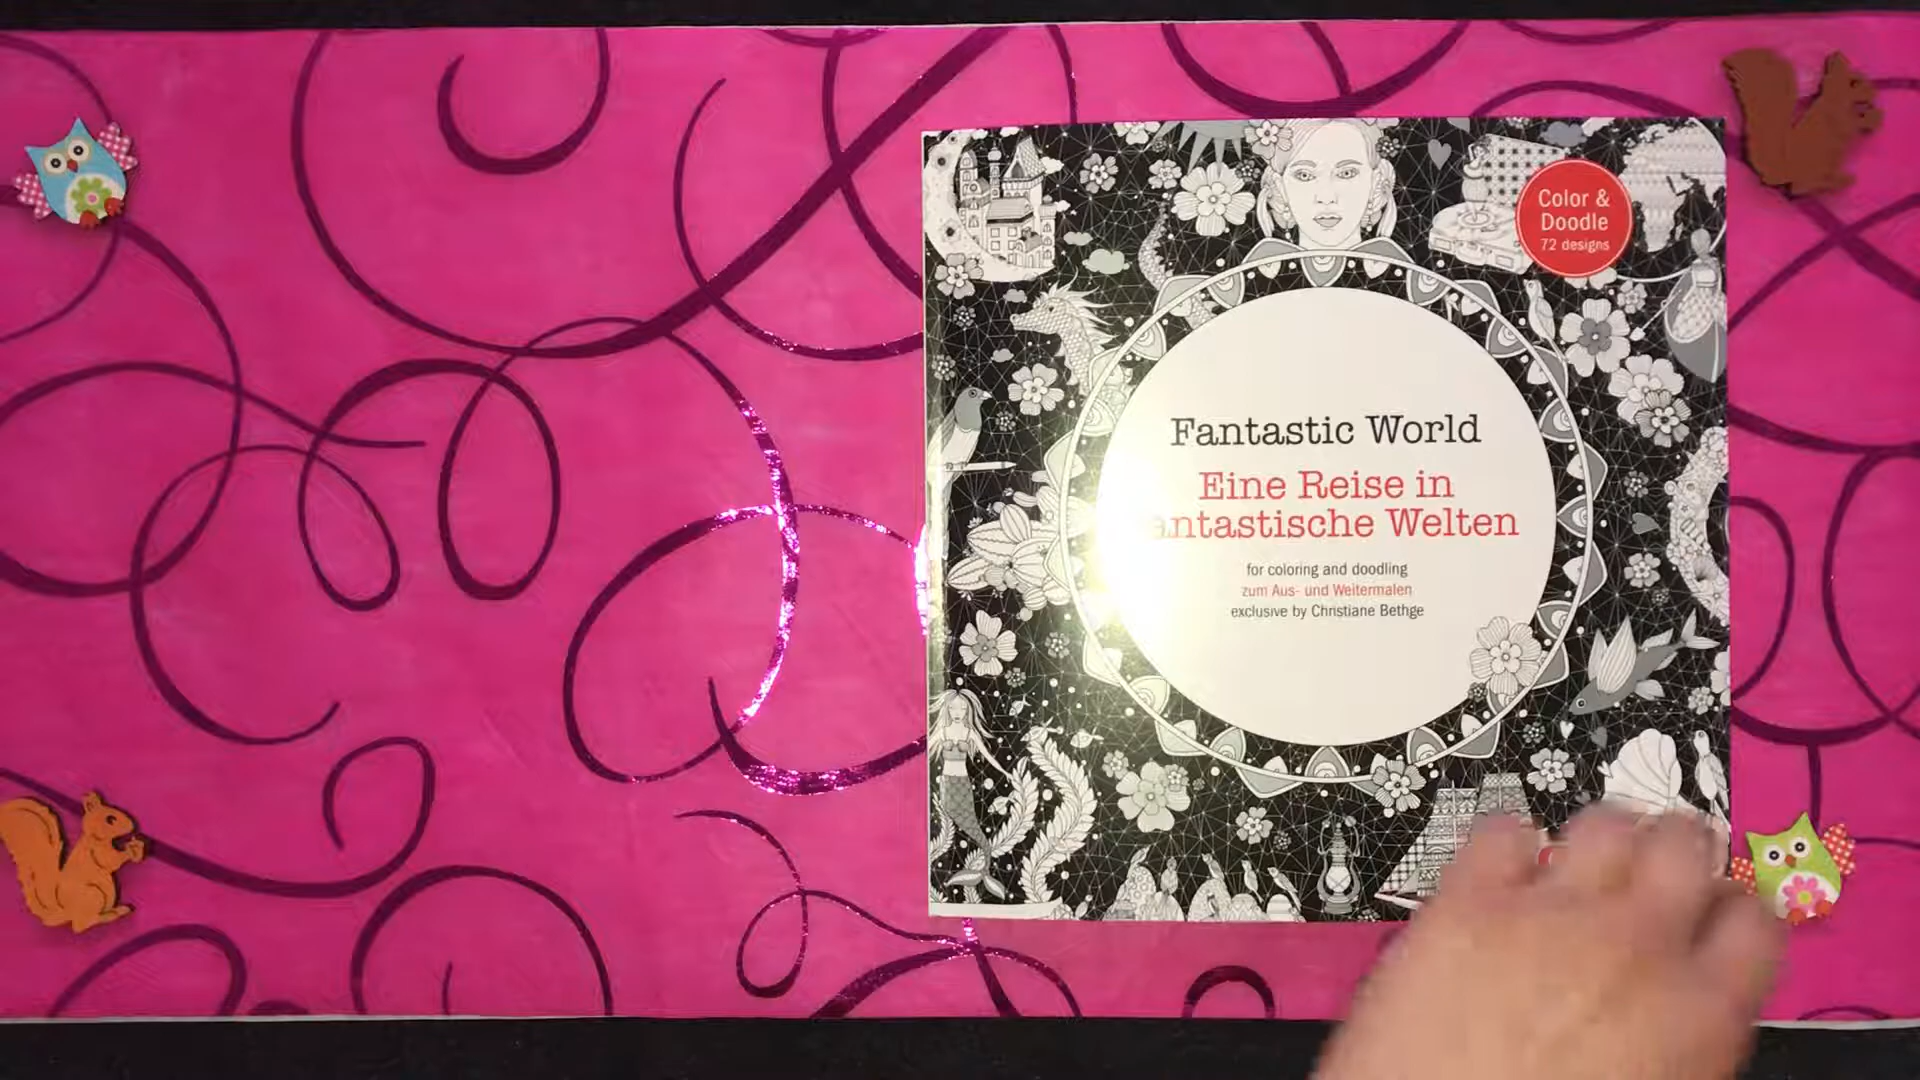 Color &
Doodle
72 designs
Fantastic World
Eine Reise in
antastische Welten
for coloring and doodling
zum Aus- und Weitermalen
exclusive by Christiane Bethge